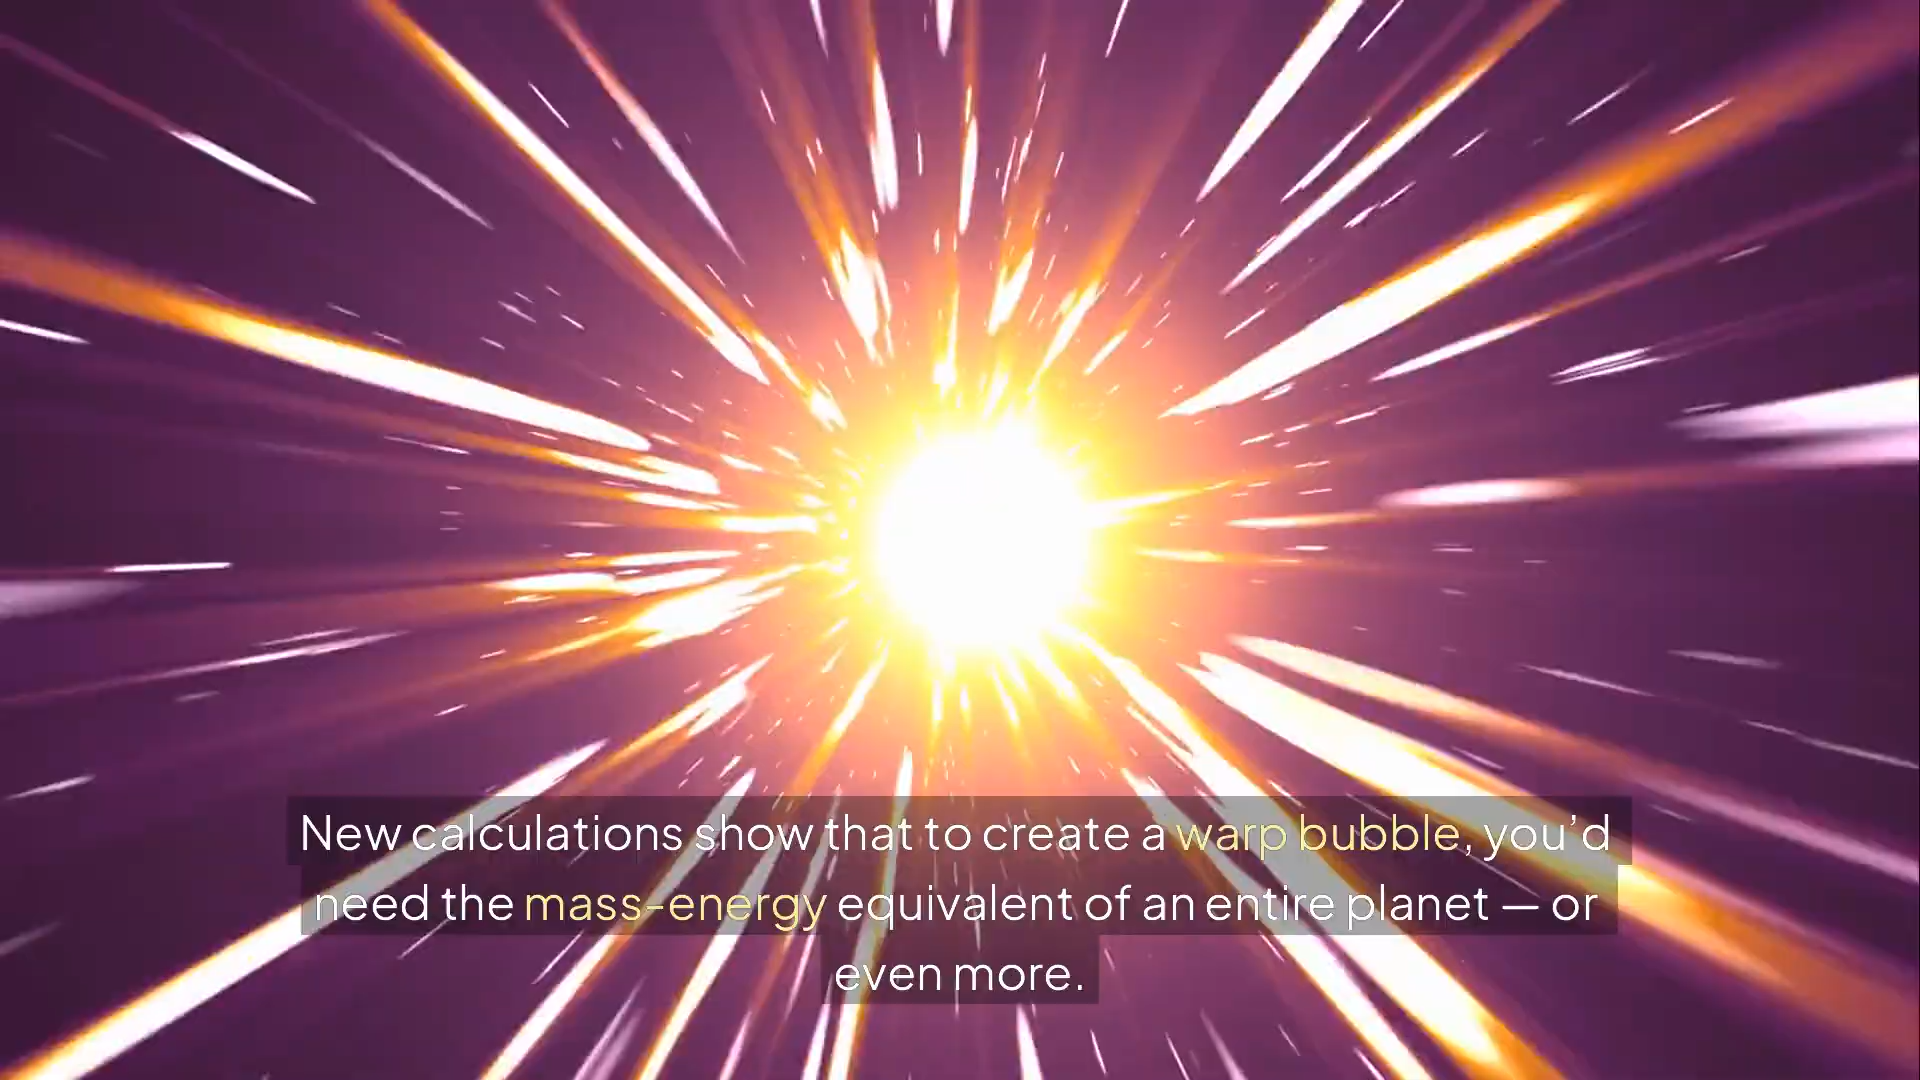 New calculations show that to create a warp bubble, you’d
need the mass-energy equivalent of an entire planet — or
even more.